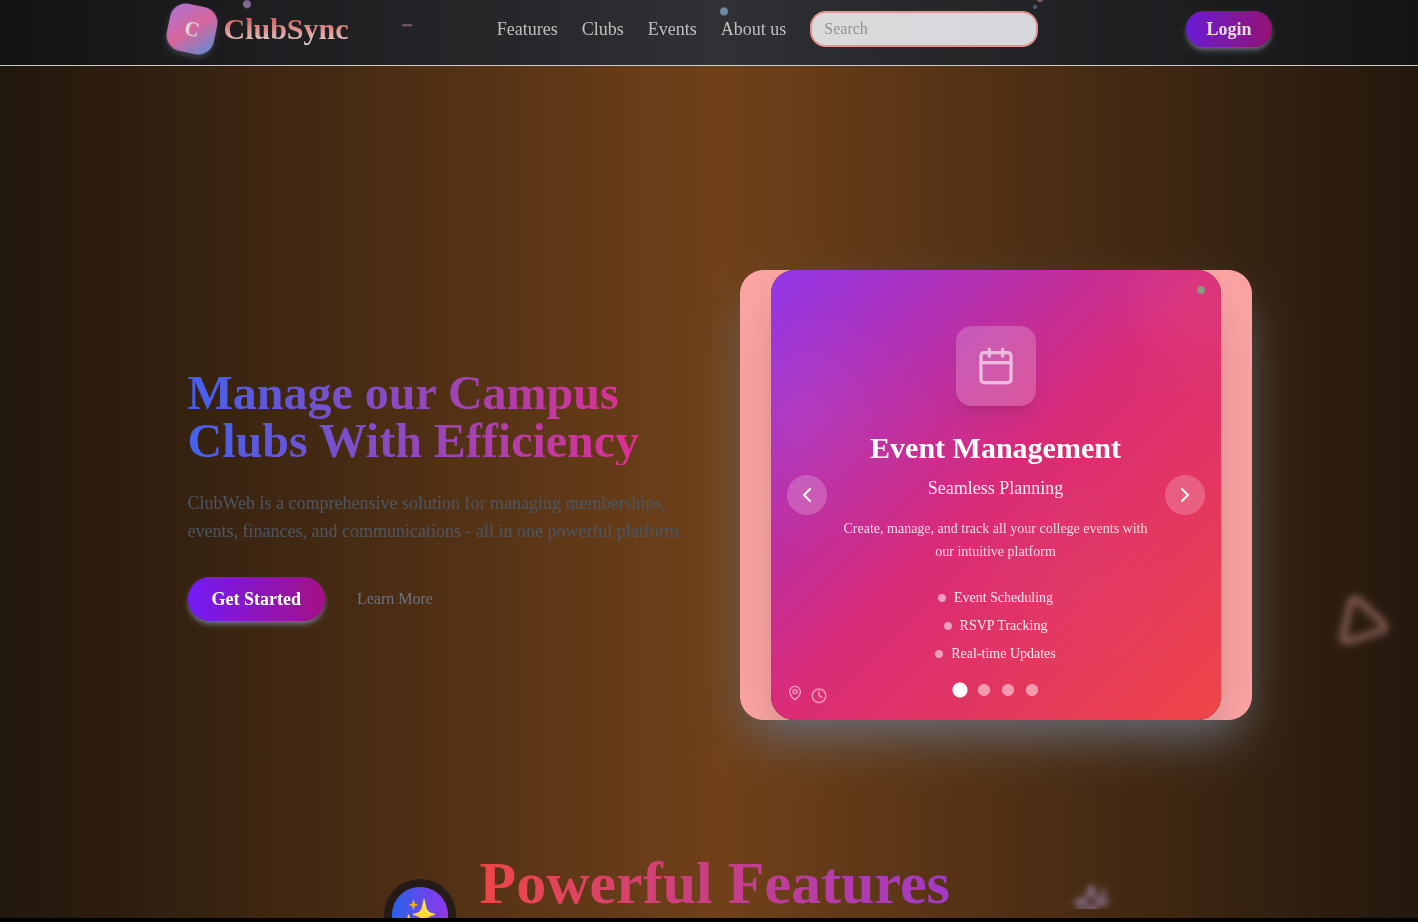 C ClubSync
Features Clubs Events About us Search Login
Manage our Campus
Clubs With Efficiency
ClubWeb is a comprehensive solution for managing memberships,
events, finances, and communications - all in one powerful platform.
Get Started Learn More
Event Management
Seamless Planning
Create, manage, and track all your college events with
our intuitive platform
Event Scheduling
RSVP Tracking
Real-time Updates
Powerful Features